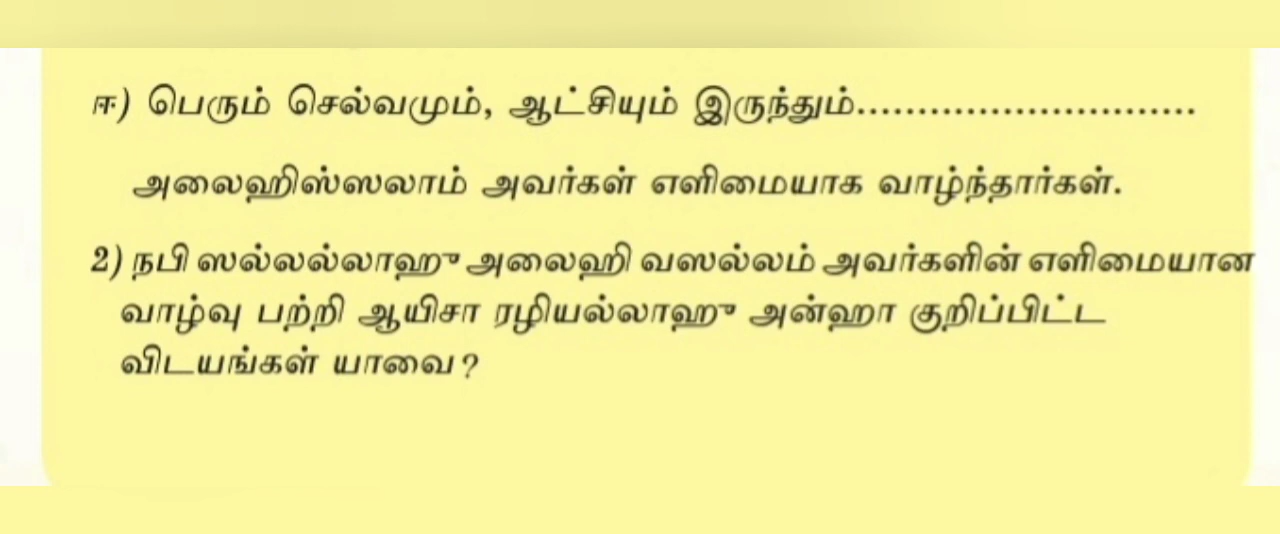 ஈ) பெரும் செல்வமும், ஆட்சியும் இருந்தும்............................
அலைஹிஸ்ஸலாம் அவர்கள் எளிமையாக வாழ்ந்தார்கள்.
2) நபி ஸல்லல்லாஹு அலைஹி வஸல்லம் அவர்களின் எளிமையான
வாழ்வு பற்றி ஆயிசா ரழியல்லாஹு அன்ஹா குறிப்பிட்ட
விடயங்கள் யாவை?